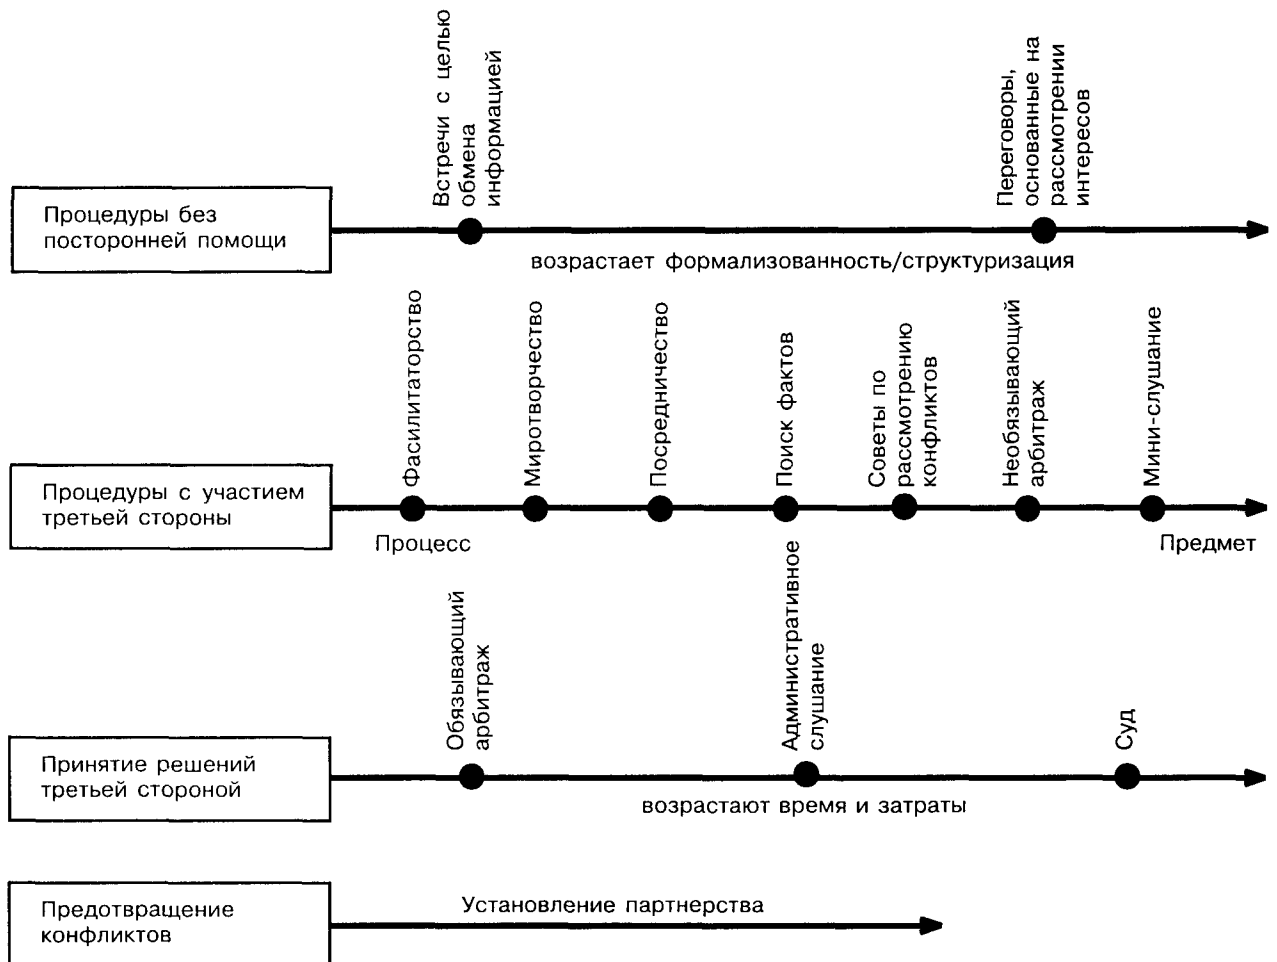 Встречи с целью
обмена
информацией
Переговоры,
основанные на
рассмотрении
интересов
Процедуры без
посторонней помощи
возрастает формализованность/структуризация
Фасилитаторство
Миротворчество
Посредничество
Поиск фактов
Советы по
рассмотрению
конфликтов
Необязывающий
арбитраж
Мини-слушание
Процедуры с участием
третьей стороны
Процесс
Предмет
Обязывающий
арбитраж
Административное
слушание
Суд
Принятие решений
третьей стороной
возрастают время и затраты
Предотвращение
конфликтов
Установление партнерства